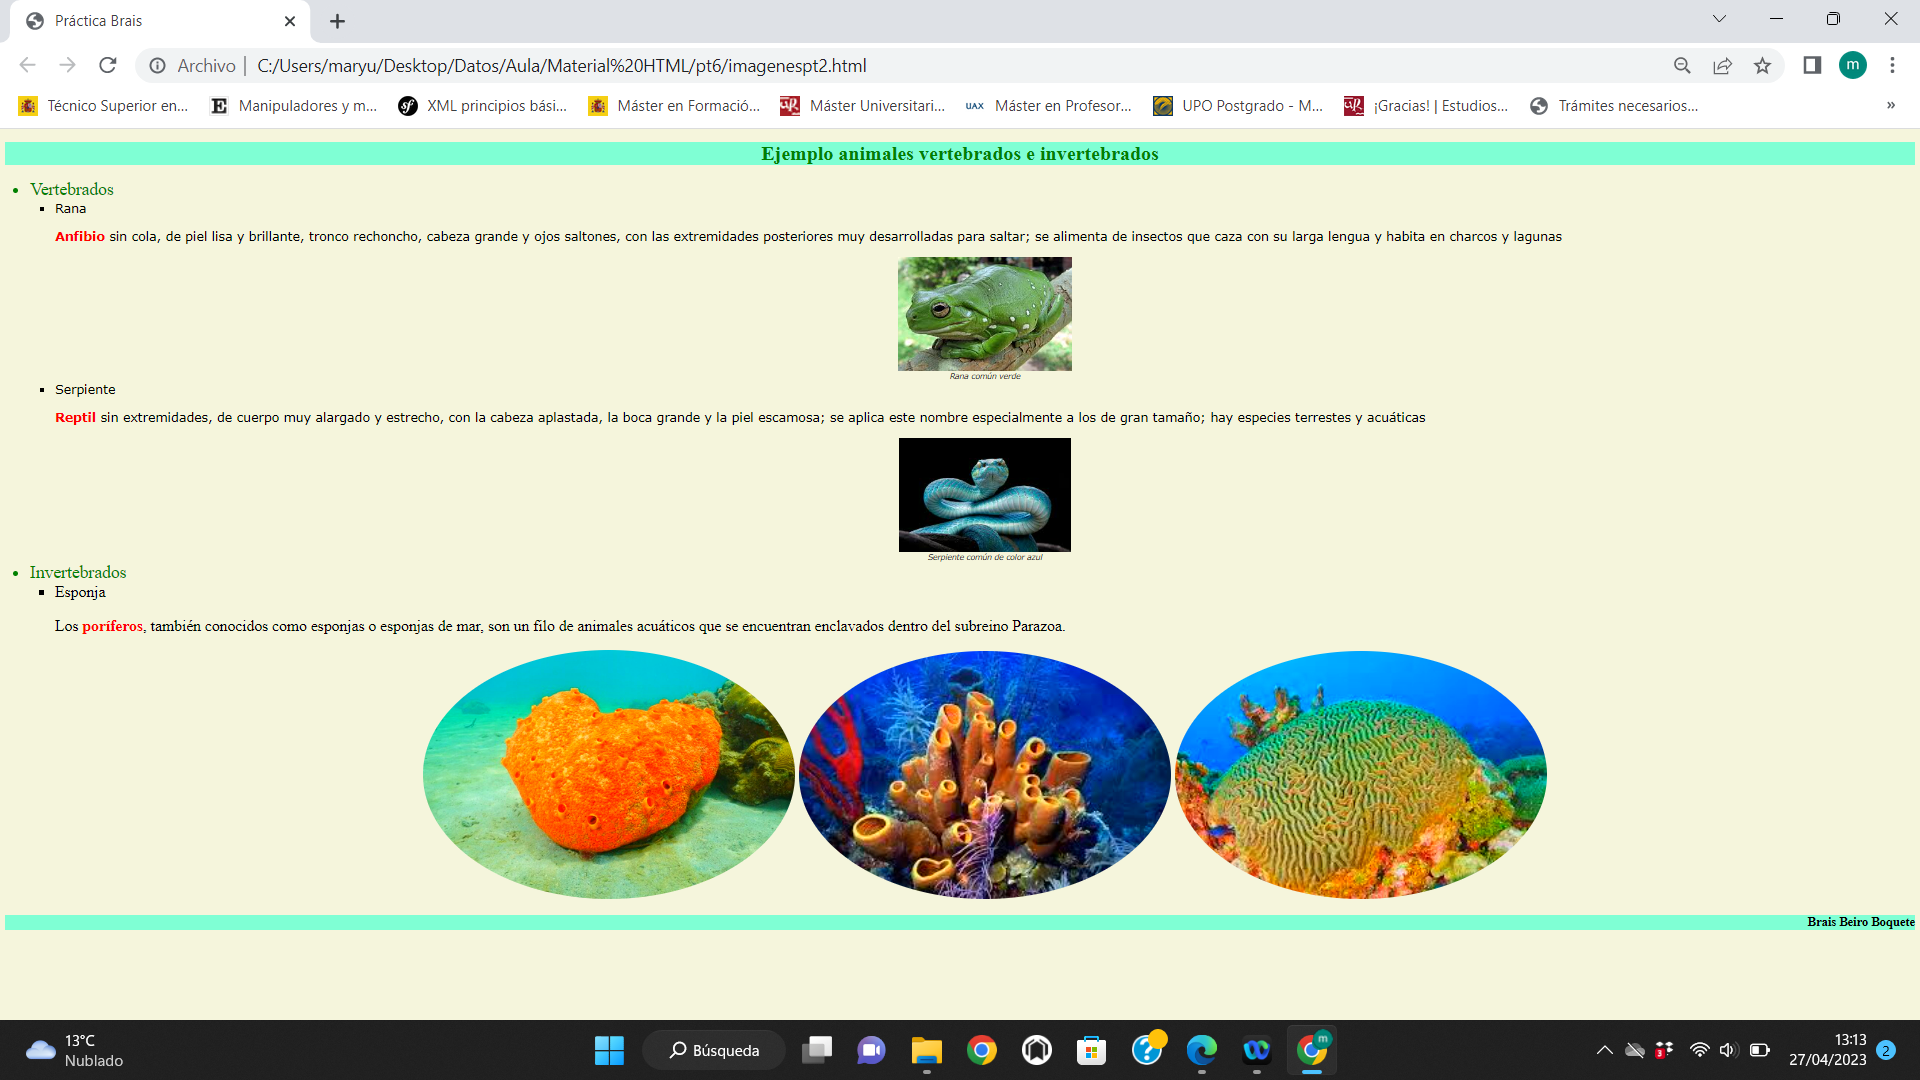 Práctica Brais
Archivo | C:/Users/maryu/Desktop/Datos/Aula/Material%20HTML/pt6/imagenespt2.html
m
Técnico Superior en...
E
Manipuladores y m...
sf
XML principios bási...
Máster en Formació...
Máster Universitari...
UAX
Máster en Profesor...
UPO Postgrado - M...
¡Gracias! | Estudios...
Trámites necesarios...
»
Ejemplo animales vertebrados e invertebrados
Vertebrados
Rana
Anfibio sin cola, de piel lisa y brillante, tronco rechoncho, cabeza grande y ojos saltones, con las extremidades posteriores muy desarrolladas para saltar; se alimenta de insectos que caza con su larga lengua y habita en charcos y lagunas
Rana común verde
Serpiente
Reptil sin extremidades, de cuerpo muy alargado y estrecho, con la cabeza aplastada, la boca grande y la piel escamosa; se aplica este nombre especialmente a los de gran tamaño; hay especies terrestes y acuáticas
Serpiente común de color azul
Invertebrados
Esponja
Los poríferos, también conocidos como esponjas o esponjas de mar, son un filo de animales acuáticos que se encuentran enclavados dentro del subreino Parazoa.
Brais Beiro Boquete
13°C
Nublado
Búsqueda
m
3
13:13
27/04/2023
2